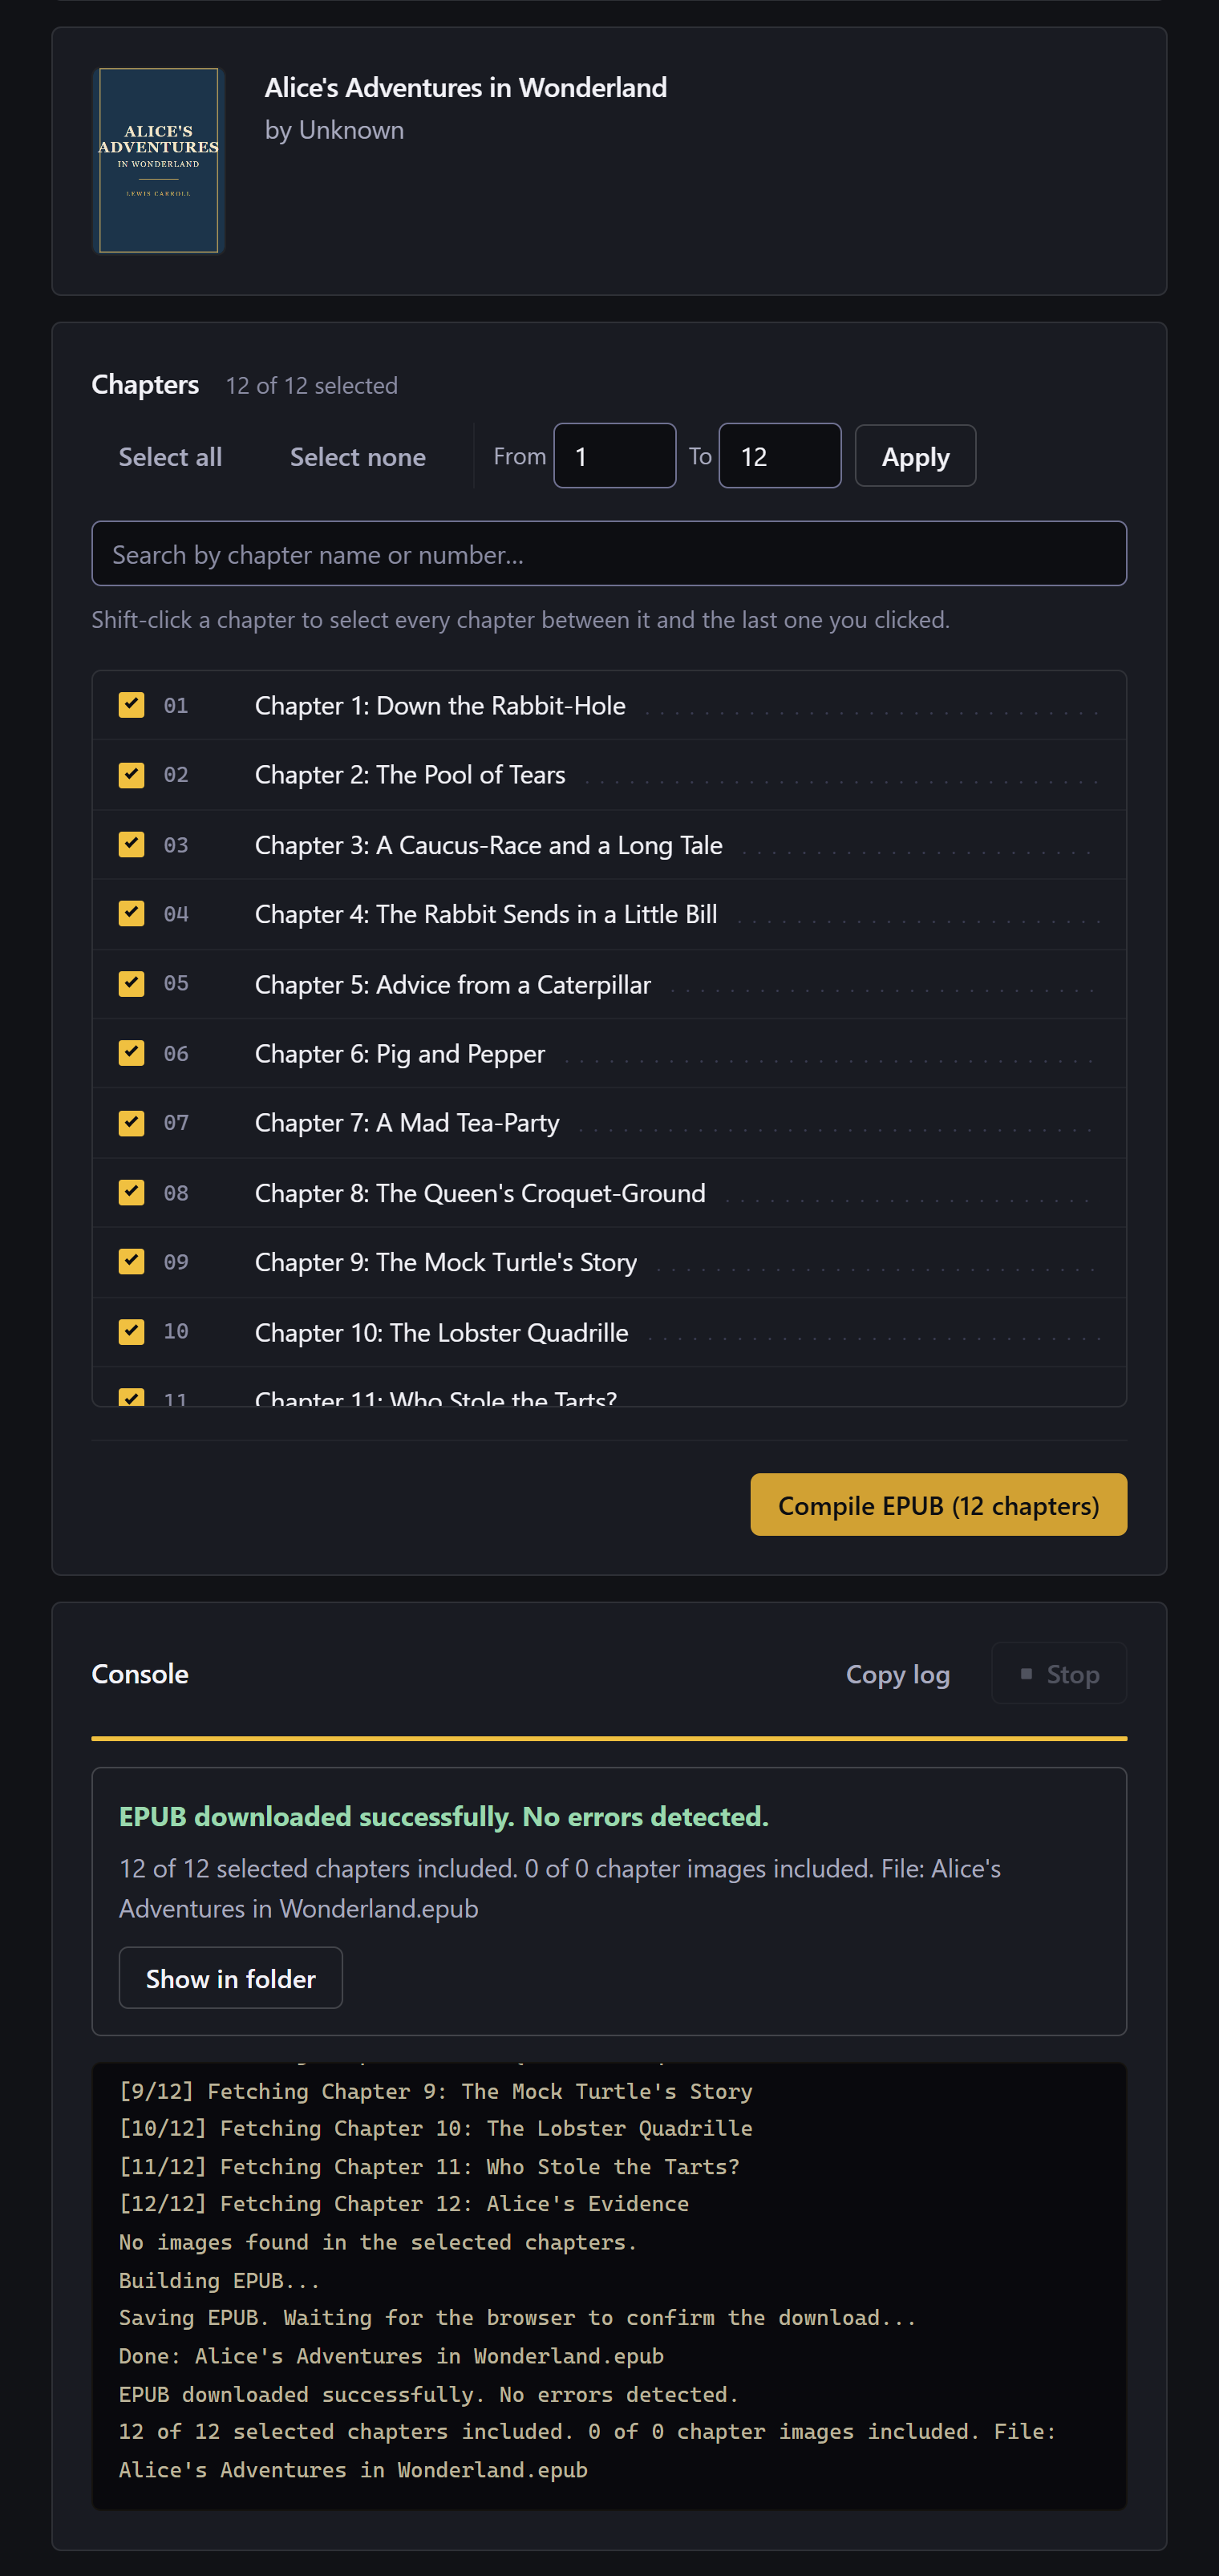 ALICE'S
ADVENTURES
IN WONDERLAND
LEWIS CARROLL
Alice's Adventures in Wonderland
by Unknown
Chapters 12 of 12 selected
Select all Select none From 1 To 12 Apply
Search by chapter name or number...
Shift-click a chapter to select every chapter between it and the last one you clicked.
01 Chapter 1: Down the Rabbit-Hole
02 Chapter 2: The Pool of Tears
03 Chapter 3: A Caucus-Race and a Long Tale
04 Chapter 4: The Rabbit Sends in a Little Bill
05 Chapter 5: Advice from a Caterpillar
06 Chapter 6: Pig and Pepper
07 Chapter 7: A Mad Tea-Party
08 Chapter 8: The Queen's Croquet-Ground
09 Chapter 9: The Mock Turtle's Story
10 Chapter 10: The Lobster Quadrille
11 Chapter 11: Who Stole the Tarts?
Compile EPUB (12 chapters)
Console Copy log Stop
EPUB downloaded successfully. No errors detected.
12 of 12 selected chapters included. 0 of 0 chapter images included. File: Alice's
Adventures in Wonderland.epub
Show in folder
[9/12] Fetching Chapter 9: The Mock Turtle's Story
[10/12] Fetching Chapter 10: The Lobster Quadrille
[11/12] Fetching Chapter 11: Who Stole the Tarts?
[12/12] Fetching Chapter 12: Alice's Evidence
No images found in the selected chapters.
Building EPUB...
Saving EPUB. Waiting for the browser to confirm the download...
Done: Alice's Adventures in Wonderland.epub
EPUB downloaded successfully. No errors detected.
12 of 12 selected chapters included. 0 of 0 chapter images included. File:
Alice's Adventures in Wonderland.epub